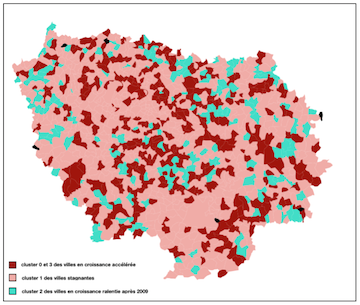 cluster 0 et 3 des villes en croissance accélérée
cluster 1 des villes stagnantes
cluster 2 des villes en croissance ralentie après 2009